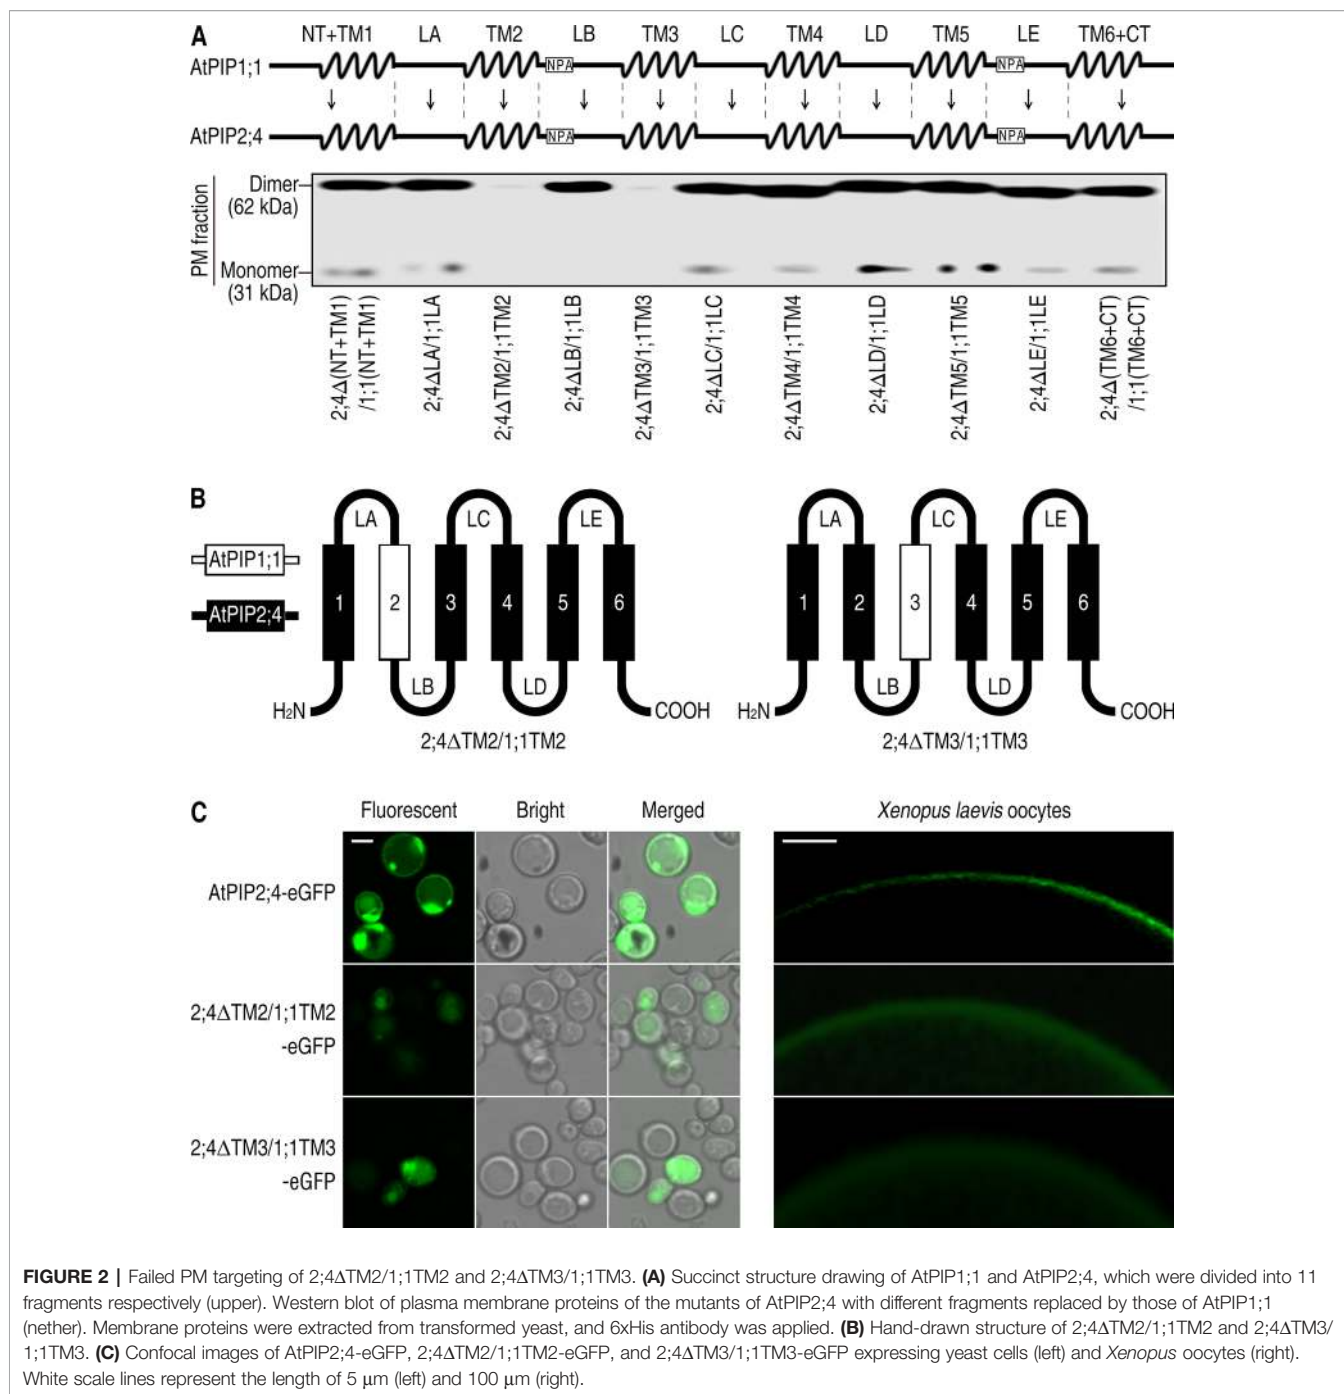 A
NT+TM1 LA TM2 LB TM3 LC TM4 LD TM5 LE TM6+CT
AtPIP1;1 NPA NPA
AtPIP2;4 NPA NPA
PM fraction
Dimer
(62 kDa)
Monomer
(31 kDa)
2;4Δ(NT+TM1)
/1;1(NT+TM1)
2;4ΔLA/1;1LA
2;4ΔTM2/1;1TM2
2;4ΔLB/1;1LB
2;4ΔTM3/1;1TM3
2;4ΔLC/1;1LC
2;4ΔTM4/1;1TM4
2;4ΔLD/1;1LD
2;4ΔTM5/1;1TM5
2;4ΔLE/1;1LE
2;4Δ(TM6+CT)
/1;1(TM6+CT)
B
AtPIP1;1
AtPIP2;4
LA LC LE
1 2 3 4 5 6
LB LD
H2N COOH
2;4ΔTM2/1;1TM2
LA LC LE
1 2 3 4 5 6
LB LD
H2N COOH
2;4ΔTM3/1;1TM3
C
Fluorescent Bright Merged Xenopus laevis oocytes
AtPIP2;4-eGFP
2;4ΔTM2/1;1TM2
-eGFP
2;4ΔTM3/1;1TM3
-eGFP
FIGURE 2 | Failed PM targeting of 2;4ΔTM2/1;1TM2 and 2;4ΔTM3/1;1TM3. (A) Succinct structure drawing of AtPIP1;1 and AtPIP2;4, which were divided into 11
fragments respectively (upper). Western blot of plasma membrane proteins of the mutants of AtPIP2;4 with different fragments replaced by those of AtPIP1;1
(nether). Membrane proteins were extracted from transformed yeast, and 6xHis antibody was applied. (B) Hand-drawn structure of 2;4ΔTM2/1;1TM2 and 2;4ΔTM3/
1;1TM3. (C) Confocal images of AtPIP2;4-eGFP, 2;4ΔTM2/1;1TM2-eGFP, and 2;4ΔTM3/1;1TM3-eGFP expressing yeast cells (left) and Xenopus oocytes (right).
White scale lines represent the length of 5 μm (left) and 100 μm (right).